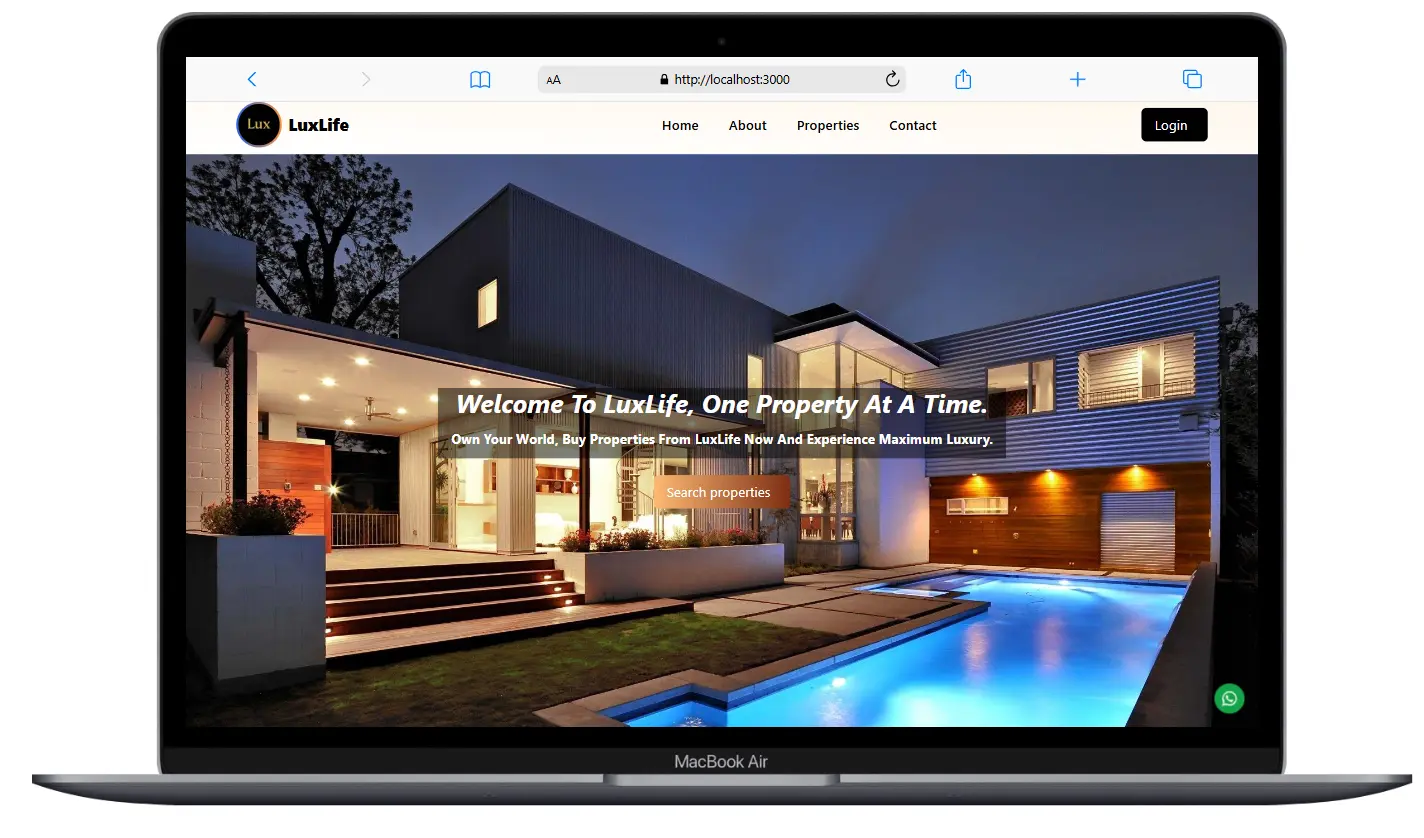 AA http://localhost:3000
Lux LuxLife Home About Properties Contact Login
Welcome To LuxLife, One Property At A Time.
Own Your World, Buy Properties From LuxLife Now And Experience Maximum Luxury.
Search properties
MacBook Air